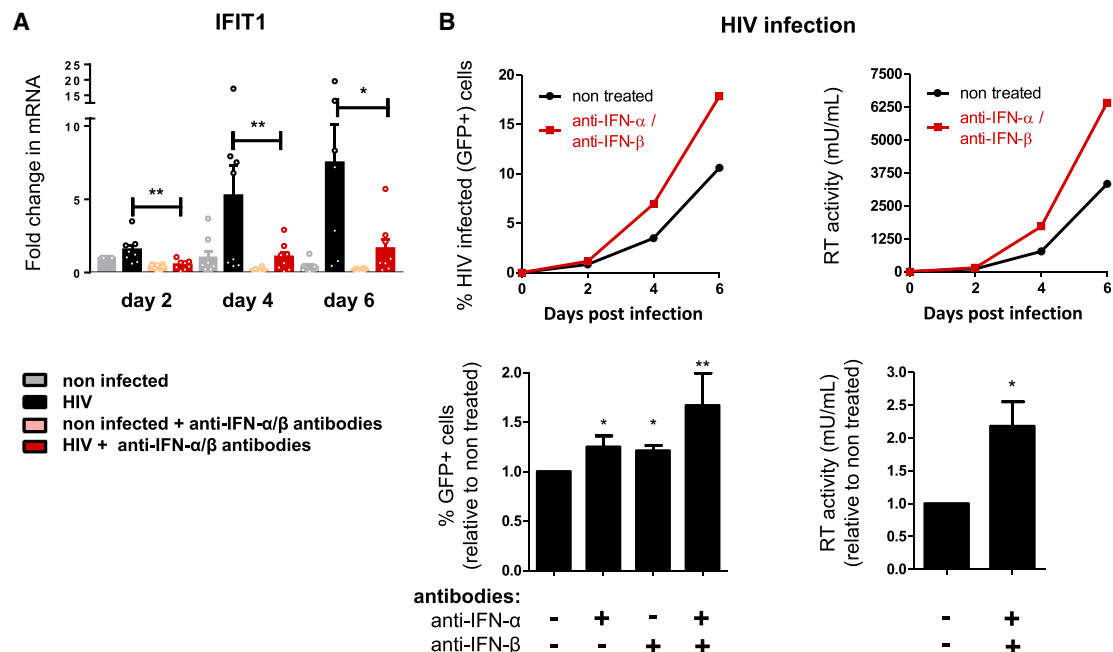 A
IFIT1
Fold change in mRNA
25
20
15
10
5
0
**
**
*
day 2
day 4
day 6
non infected
HIV
non infected + anti-IFN-α/β antibodies
HIV + anti-IFN-α/β antibodies
B
HIV infection
% HIV infected (GFP+) cells
20
15
10
5
0
non treated
anti-IFN-α /
anti-IFN-β
0 2 4 6
Days post infection
RT activity (mU/mL)
7500
6250
5000
3750
2500
1250
0
non treated
anti-IFN-α /
anti-IFN-β
0 2 4 6
Days post infection
% GFP+ cells
(relative to non treated)
2.0
1.5
1.0
0.5
0.0
* * **
antibodies:
anti-IFN-α - + - +
anti-IFN-β - - + +
RT activity (mU/mL)
(relative to non treated)
3.0
2.5
2.0
1.5
1.0
0.5
0.0
*
- +
- +